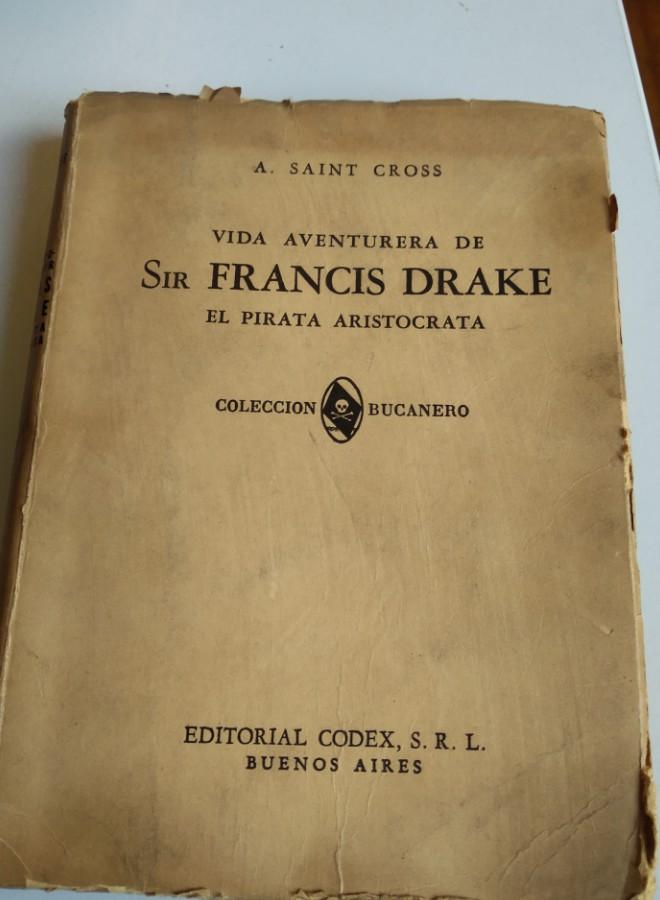 A. SAINT CROSS
VIDA AVENTURERA DE
SIR FRANCIS DRAKE
EL PIRATA ARISTOCRATA
COLECCION BUCANERO
EDITORIAL CODEX, S. R. L.
BUENOS AIRES